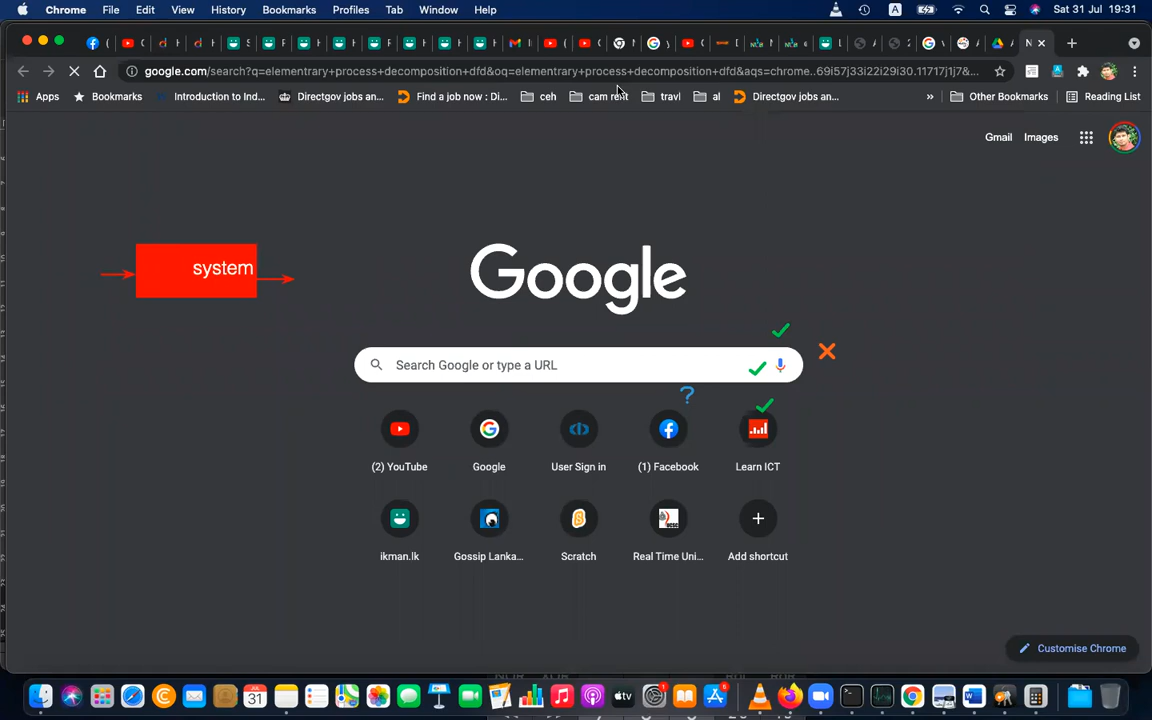 Chrome File Edit View History Bookmarks Profiles Tab Window Help A Sat 31 Jul 19:31
google.com/search?q=elementrary+process+decomposition+dfd&oq=elementrary+process+decomposition+dfd&aqs=chrome..69i57j33i22i29i30.11717j1j7&...
Apps Bookmarks Introduction to Ind... Directgov jobs an... Find a job now : Di... ceh cam rent travl al Directgov jobs an... » Other Bookmarks Reading List
Gmail Images
system
Google
Search Google or type a URL
?
(2) YouTube Google User Sign in (1) Facebook Learn ICT
ikman.lk Gossip Lanka... Scratch Real Time Uni... Add shortcut
Customise Chrome
JUL
31